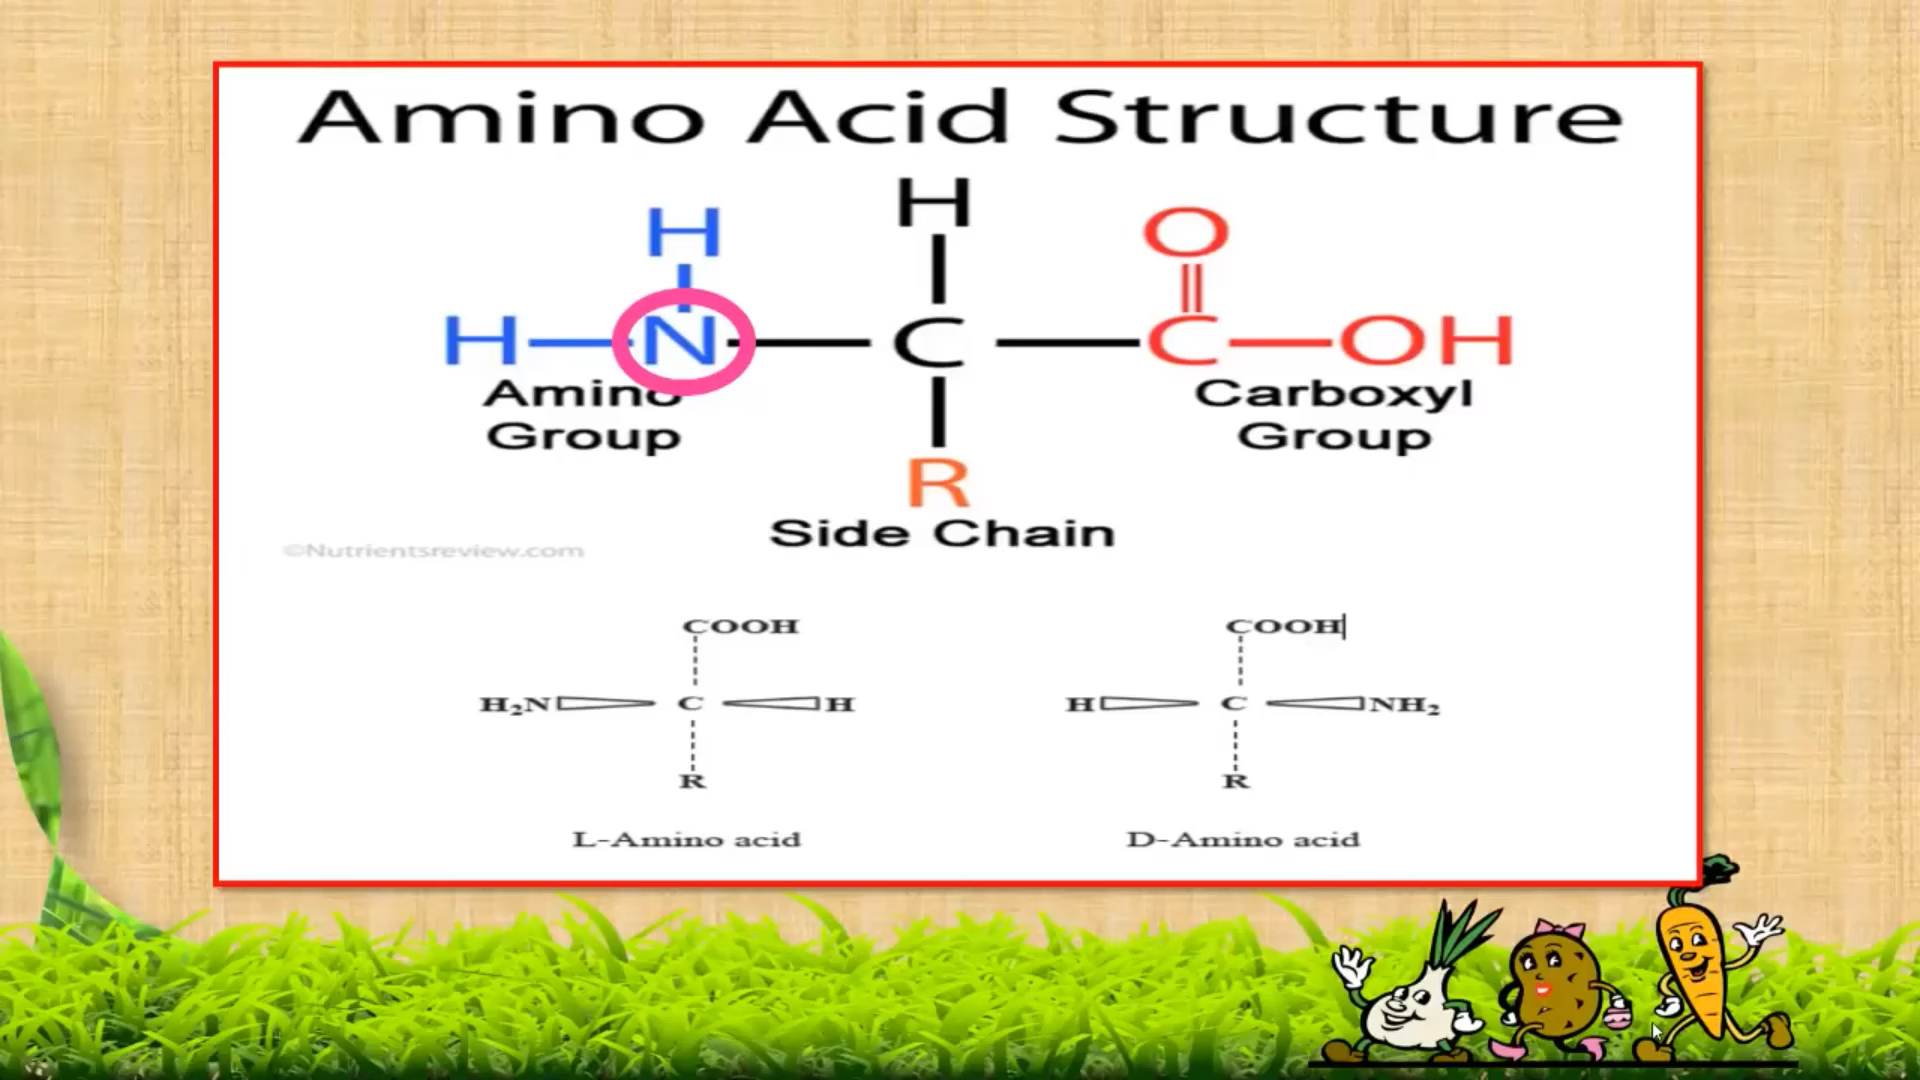 Amino Acid Structure
H H O
H N C C OH
Amino Carboxyl
Group Group
R
Side Chain
©Nutrientsreview.com
COOH COOH
H₂N C H H C NH₂
R R
L-Amino acid D-Amino acid